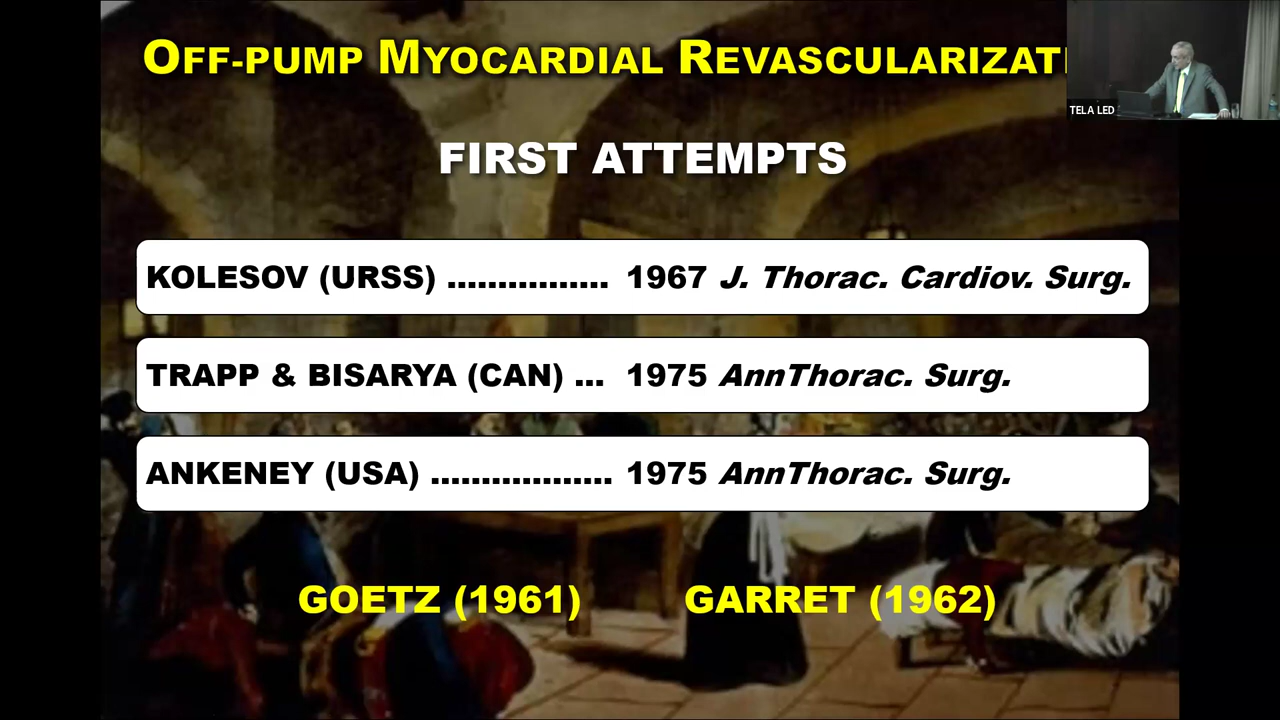 OFF-PUMP MYOCARDIAL REVASCULARIZATI
TELA LED
FIRST ATTEMPTS
KOLESOV (URSS) ................ 1967 J. Thorac. Cardiov. Surg.
TRAPP & BISARYA (CAN) ... 1975 AnnThorac. Surg.
ANKENEY (USA) .................. 1975 AnnThorac. Surg.
GOETZ (1961) GARRET (1962)